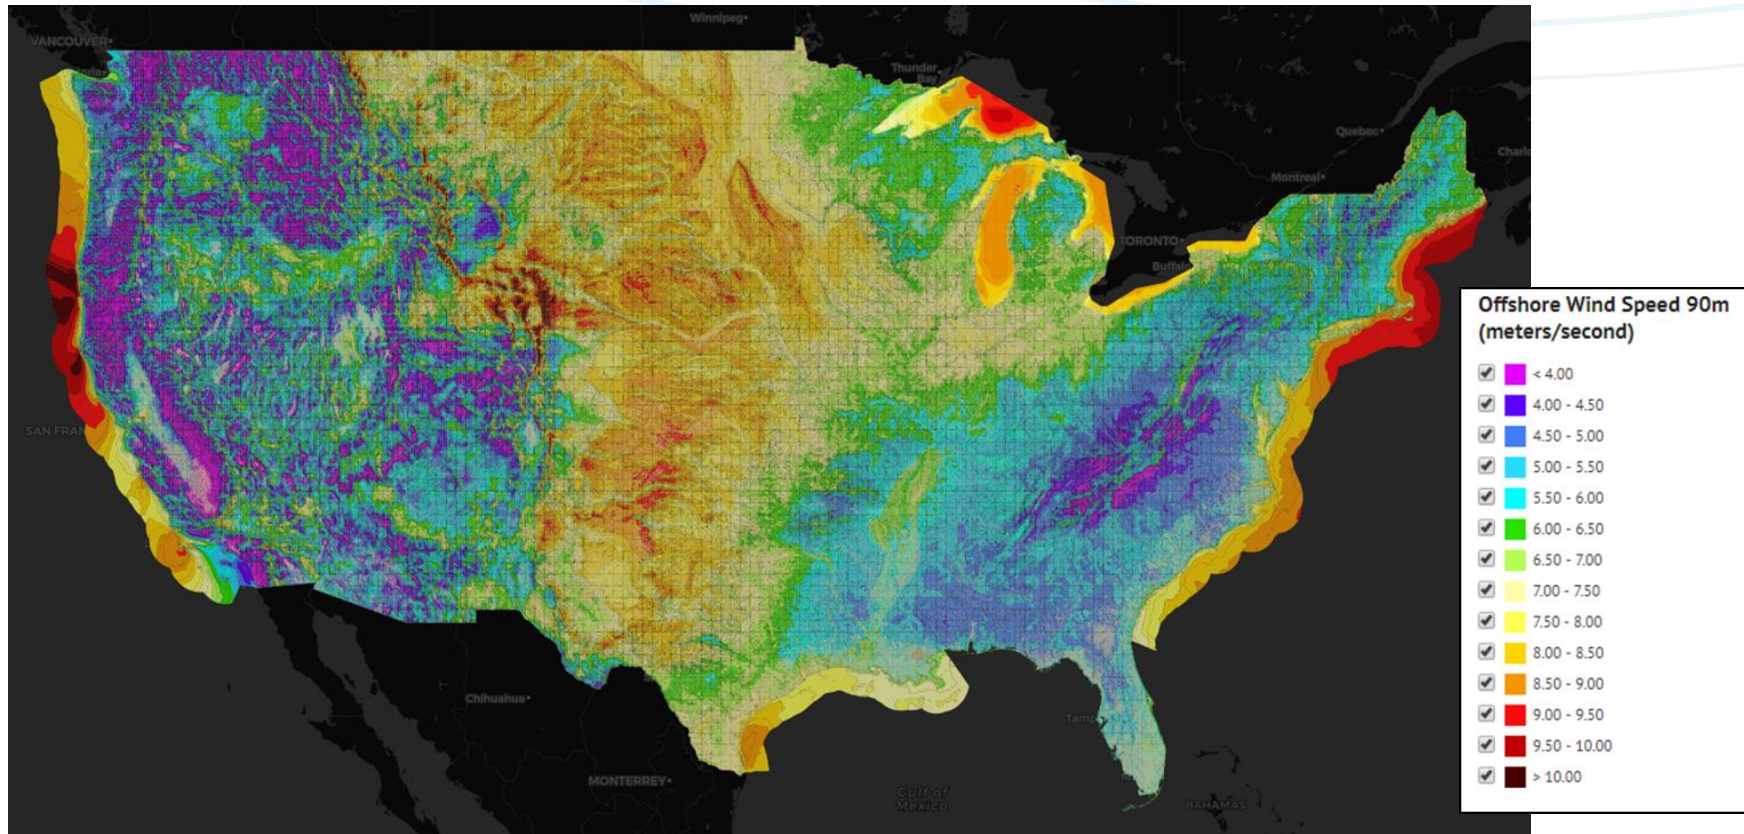 Winnipeg
VANCOUVER
Thunder
Bay
Quebec
Montreal
TORONTO
Buffalo
SAN FRAN
Chihuahua
Tamp
MONTERREY
Gulf of
Mexico
BAHAMAS
Offshore Wind Speed 90m
(meters/second)
< 4.00
4.00 - 4.50
4.50 - 5.00
5.00 - 5.50
5.50 - 6.00
6.00 - 6.50
6.50 - 7.00
7.00 - 7.50
7.50 - 8.00
8.00 - 8.50
8.50 - 9.00
9.00 - 9.50
9.50 - 10.00
> 10.00